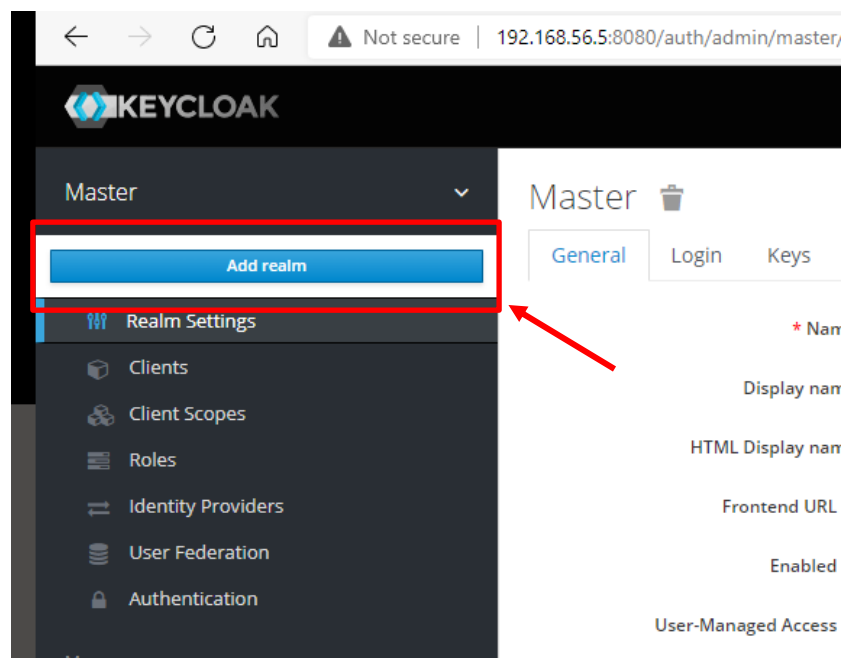 Not secure | 192.168.56.5:8080/auth/admin/master/
KEYCLOAK
Master
Add realm
Realm Settings
Clients
Client Scopes
Roles
Identity Providers
User Federation
Authentication
Master
General Login Keys
* Nam
Display nam
HTML Display nam
Frontend URL
Enabled
User-Managed Access